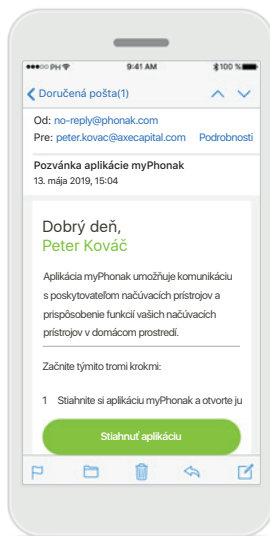 PH
9:41 AM
100 %
Doručená pošta(1)
Od: no-reply@phonak.com
Pre: peter.kovac@axecapital.com Podrobnosti
Pozvánka aplikácie myPhonak
13. mája 2019, 15:04
Dobrý deň,
Peter Kováč
Aplikácia myPhonak umožňuje komunikáciu
s poskytovateľom načúvacích prístrojov a
prispôsobenie funkcií vašich načúvacích
prístrojov v domácom prostredí.
Začnite týmito tromi krokmi:
1 Stiahnite si aplikáciu myPhonak a otvorte ju
Stiahnuť aplikáciu